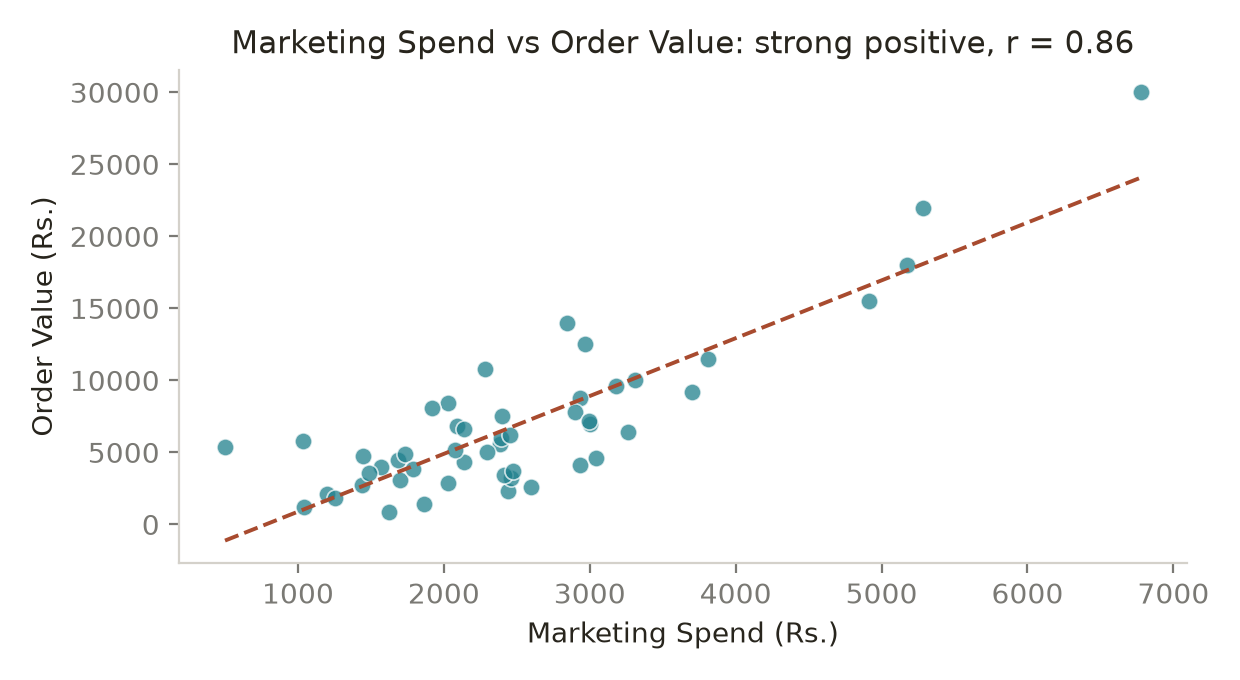 Marketing Spend vs Order Value: strong positive, r = 0.86
Order Value (Rs.)
30000
25000
20000
15000
10000
5000
0
1000 2000 3000 4000 5000 6000 7000
Marketing Spend (Rs.)